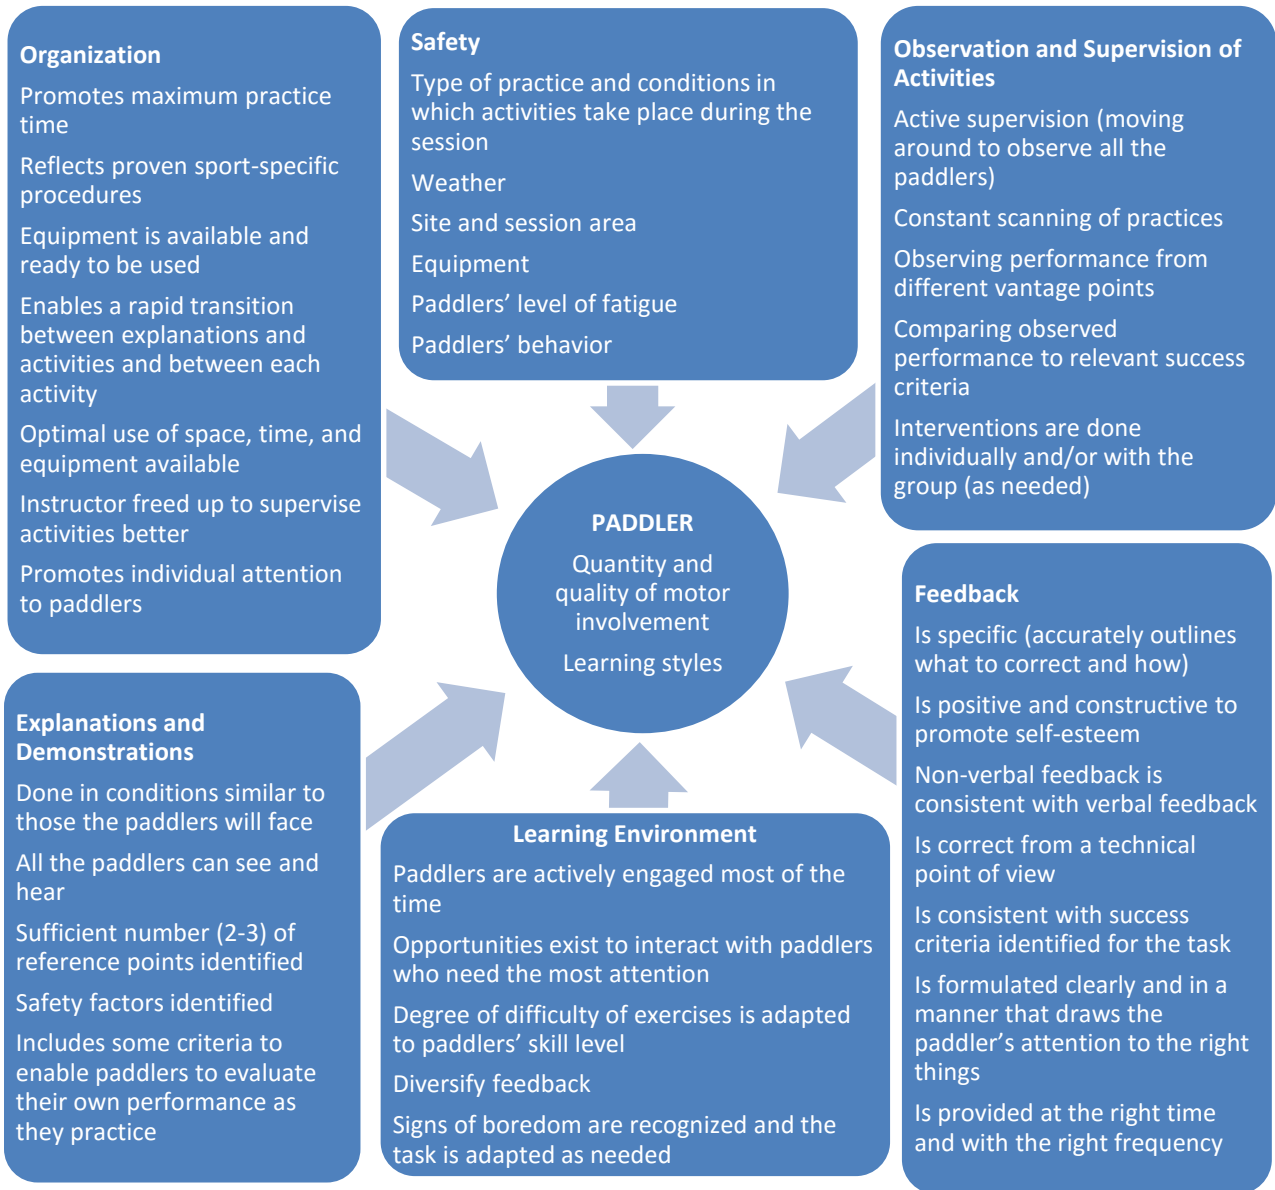 Organization
Promotes maximum practice
time
Reflects proven sport-specific
procedures
Equipment is available and
ready to be used
Enables a rapid transition
between explanations and
activities and between each
activity
Optimal use of space, time, and
equipment available
Instructor freed up to supervise
activities better
Promotes individual attention
to paddlers
Safety
Type of practice and conditions in
which activities take place during the
session
Weather
Site and session area
Equipment
Paddlers’ level of fatigue
Paddlers’ behavior
Observation and Supervision of
Activities
Active supervision (moving
around to observe all the
paddlers)
Constant scanning of practices
Observing performance from
different vantage points
Comparing observed
performance to relevant success
criteria
Interventions are done
individually and/or with the
group (as needed)
PADDLER
Quantity and
quality of motor
involvement
Learning styles
Explanations and
Demonstrations
Done in conditions similar to
those the paddlers will face
All the paddlers can see and
hear
Sufficient number (2-3) of
reference points identified
Safety factors identified
Includes some criteria to
enable paddlers to evaluate
their own performance as
they practice
Learning Environment
Paddlers are actively engaged most of the
time
Opportunities exist to interact with paddlers
who need the most attention
Degree of difficulty of exercises is adapted
to paddlers’ skill level
Diversify feedback
Signs of boredom are recognized and the
task is adapted as needed
Feedback
Is specific (accurately outlines
what to correct and how)
Is positive and constructive to
promote self-esteem
Non-verbal feedback is
consistent with verbal feedback
Is correct from a technical
point of view
Is consistent with success
criteria identified for the task
Is formulated clearly and in a
manner that draws the
paddler’s attention to the right
things
Is provided at the right time
and with the right frequency